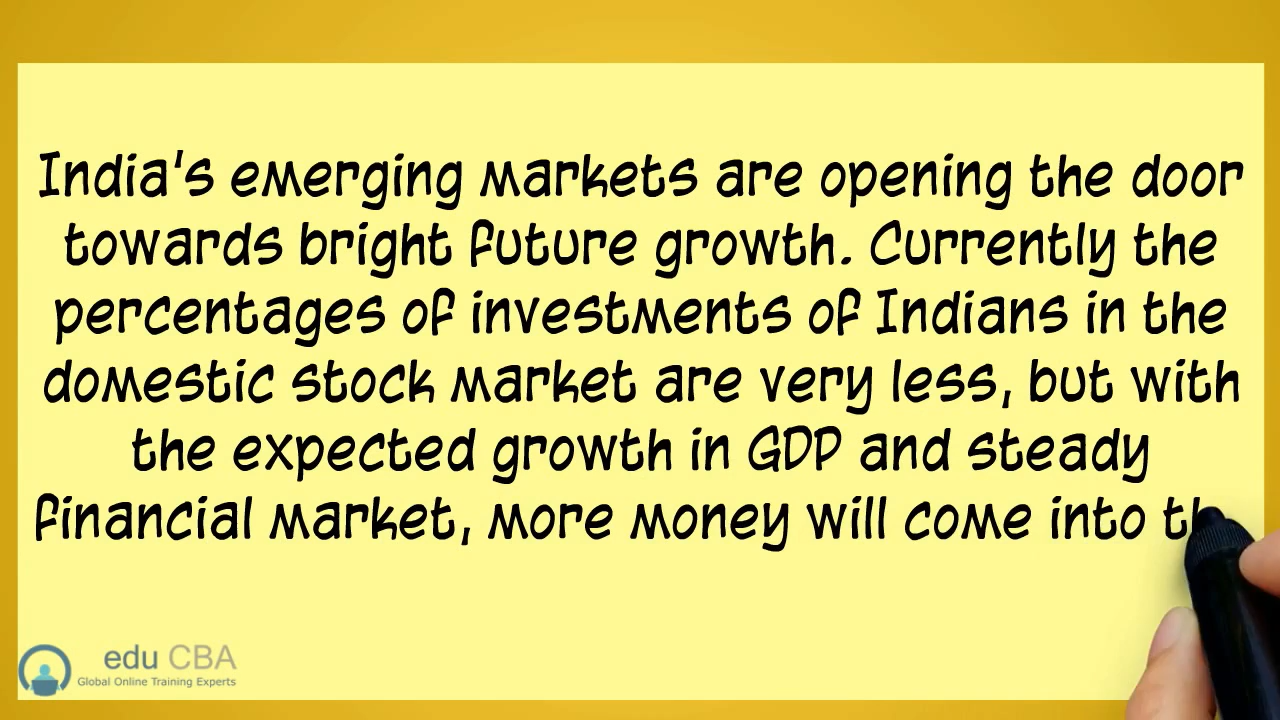 India's emerging markets are opening the door
towards bright future growth. Currently the
percentages of investments of Indians in the
domestic stock market are very less, but with
the expected growth in GDP and steady
financial market, more money will come into
edu CBA
Global Online Training Experts